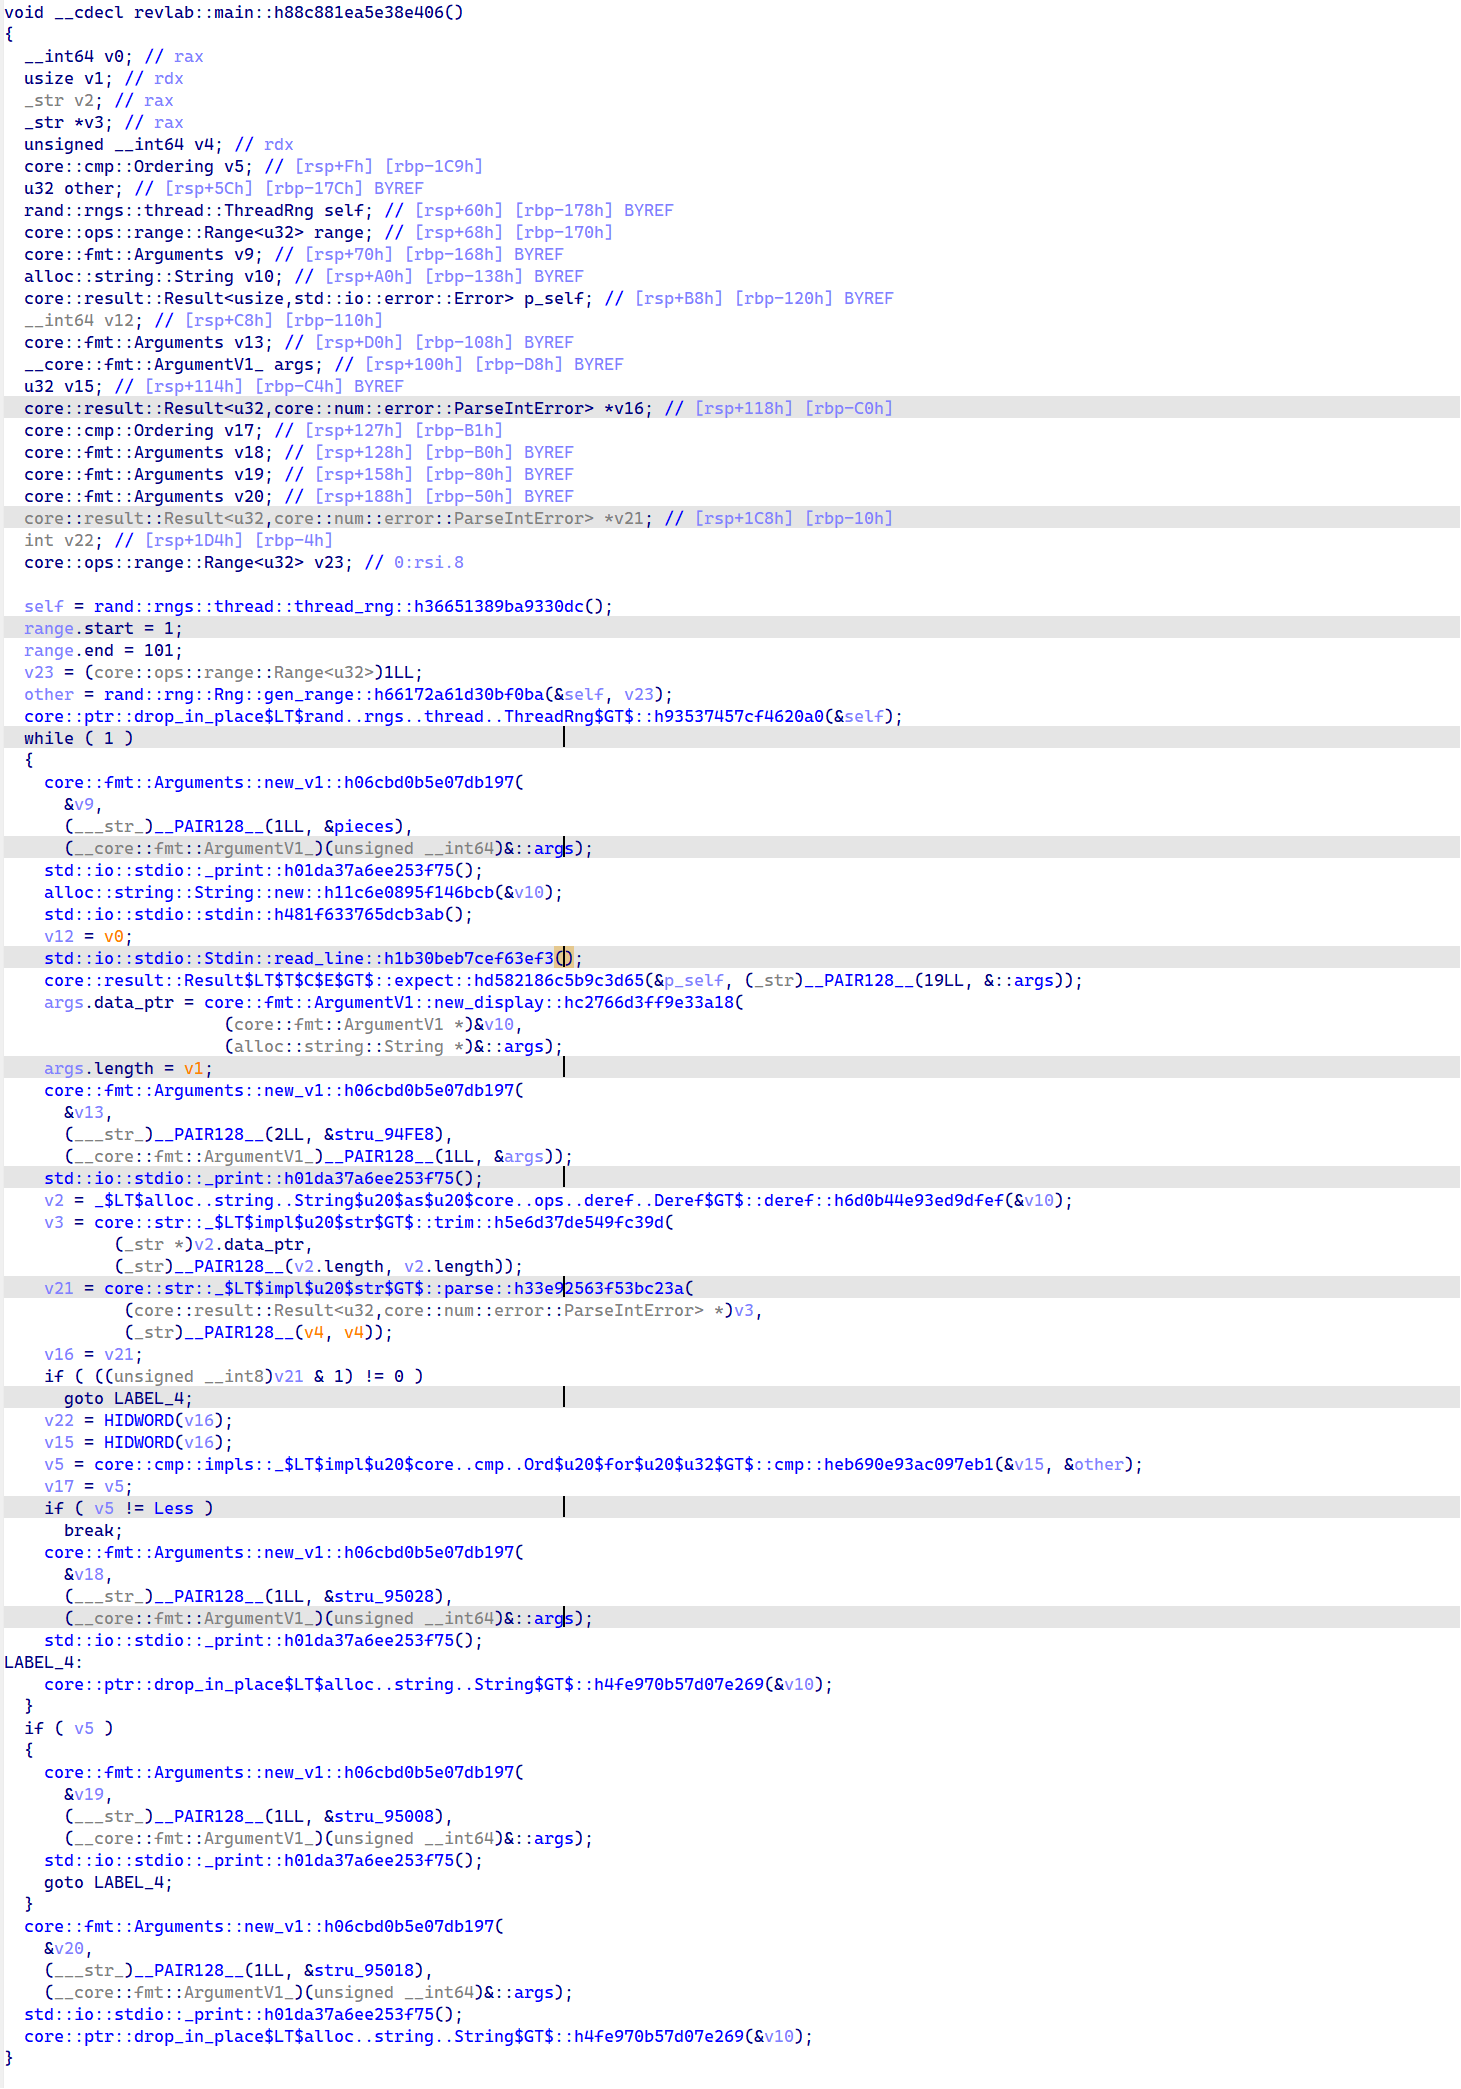 void __cdecl revlab::main::h88c881ea5e38e406()
{
  __int64 v0; // rax
  usize v1; // rdx
  _str v2; // rax
  _str *v3; // rax
  unsigned __int64 v4; // rdx
  core::cmp::Ordering v5; // [rsp+Fh] [rbp-1C9h]
  u32 other; // [rsp+5Ch] [rbp-17Ch] BYREF
  rand::rngs::thread::ThreadRng self; // [rsp+60h] [rbp-178h] BYREF
  core::ops::range::Range<u32> range; // [rsp+68h] [rbp-170h]
  core::fmt::Arguments v9; // [rsp+70h] [rbp-168h] BYREF
  alloc::string::String v10; // [rsp+A0h] [rbp-138h] BYREF
  core::result::Result<usize,std::io::error::Error> p_self; // [rsp+B8h] [rbp-120h] BYREF
  __int64 v12; // [rsp+C8h] [rbp-110h]
  core::fmt::Arguments v13; // [rsp+D0h] [rbp-108h] BYREF
  __core::fmt::ArgumentV1_ args; // [rsp+100h] [rbp-D8h] BYREF
  u32 v15; // [rsp+114h] [rbp-C4h] BYREF
  core::result::Result<u32,core::num::error::ParseIntError> *v16; // [rsp+118h] [rbp-C0h]
  core::cmp::Ordering v17; // [rsp+127h] [rbp-B1h]
  core::fmt::Arguments v18; // [rsp+128h] [rbp-B0h] BYREF
  core::fmt::Arguments v19; // [rsp+158h] [rbp-80h] BYREF
  core::fmt::Arguments v20; // [rsp+188h] [rbp-50h] BYREF
  core::result::Result<u32,core::num::error::ParseIntError> *v21; // [rsp+1C8h] [rbp-10h]
  int v22; // [rsp+1D4h] [rbp-4h]
  core::ops::range::Range<u32> v23; // 0:rsi.8

  self = rand::rngs::thread::thread_rng::h36651389ba9330dc();
  range.start = 1;
  range.end = 101;
  v23 = (core::ops::range::Range<u32>)1LL;
  other = rand::rng::Rng::gen_range::h66172a61d30bf0ba(&self, v23);
  core::ptr::drop_in_place$LT$rand..rngs..thread..ThreadRng$GT$::h93537457cf4620a0(&self);
  while ( 1 )
  {
    core::fmt::Arguments::new_v1::h06cbd0b5e07db197(
      &v9,
      (___str_)__PAIR128__(1LL, &pieces),
      (__core::fmt::ArgumentV1_)(unsigned __int64)&::args);
    std::io::stdio::_print::h01da37a6ee253f75();
    alloc::string::String::new::h11c6e0895f146bcb(&v10);
    std::io::stdio::stdin::h481f633765dcb3ab();
    v12 = v0;
    std::io::stdio::Stdin::read_line::h1b30beb7cef63ef3();
    core::result::Result$LT$T$C$E$GT$::expect::hd582186c5b9c3d65(&p_self, (_str)__PAIR128__(19LL, &::args));
    args.data_ptr = core::fmt::ArgumentV1::new_display::hc2766d3ff9e33a18(
                      (core::fmt::ArgumentV1 *)&v10,
                      (alloc::string::String *)&::args);
    args.length = v1;
    core::fmt::Arguments::new_v1::h06cbd0b5e07db197(
      &v13,
      (___str_)__PAIR128__(2LL, &stru_94FE8),
      (__core::fmt::ArgumentV1_)__PAIR128__(1LL, &args));
    std::io::stdio::_print::h01da37a6ee253f75();
    v2 = _$LT$alloc..string..String$u20$as$u20$core..ops..deref..Deref$GT$::deref::h6d0b44e93ed9dfef(&v10);
    v3 = core::str::_$LT$impl$u20$str$GT$::trim::h5e6d37de549fc39d(
           (_str *)v2.data_ptr,
           (_str)__PAIR128__(v2.length, v2.length));
    v21 = core::str::_$LT$impl$u20$str$GT$::parse::h33e92563f53bc23a(
            (core::result::Result<u32,core::num::error::ParseIntError> *)v3,
            (_str)__PAIR128__(v4, v4));
    v16 = v21;
    if ( ((unsigned __int8)v21 & 1) != 0 )
      goto LABEL_4;
    v22 = HIDWORD(v16);
    v15 = HIDWORD(v16);
    v5 = core::cmp::impls::_$LT$impl$u20$core..cmp..Ord$u20$for$u20$u32$GT$::cmp::heb690e93ac097eb1(&v15, &other);
    v17 = v5;
    if ( v5 != Less )
      break;
    core::fmt::Arguments::new_v1::h06cbd0b5e07db197(
      &v18,
      (___str_)__PAIR128__(1LL, &stru_95028),
      (__core::fmt::ArgumentV1_)(unsigned __int64)&::args);
    std::io::stdio::_print::h01da37a6ee253f75();
LABEL_4:
    core::ptr::drop_in_place$LT$alloc..string..String$GT$::h4fe970b57d07e269(&v10);
  }
  if ( v5 )
  {
    core::fmt::Arguments::new_v1::h06cbd0b5e07db197(
      &v19,
      (___str_)__PAIR128__(1LL, &stru_95008),
      (__core::fmt::ArgumentV1_)(unsigned __int64)&::args);
    std::io::stdio::_print::h01da37a6ee253f75();
    goto LABEL_4;
  }
  core::fmt::Arguments::new_v1::h06cbd0b5e07db197(
    &v20,
    (___str_)__PAIR128__(1LL, &stru_95018),
    (__core::fmt::ArgumentV1_)(unsigned __int64)&::args);
  std::io::stdio::_print::h01da37a6ee253f75();
  core::ptr::drop_in_place$LT$alloc..string..String$GT$::h4fe970b57d07e269(&v10);
}